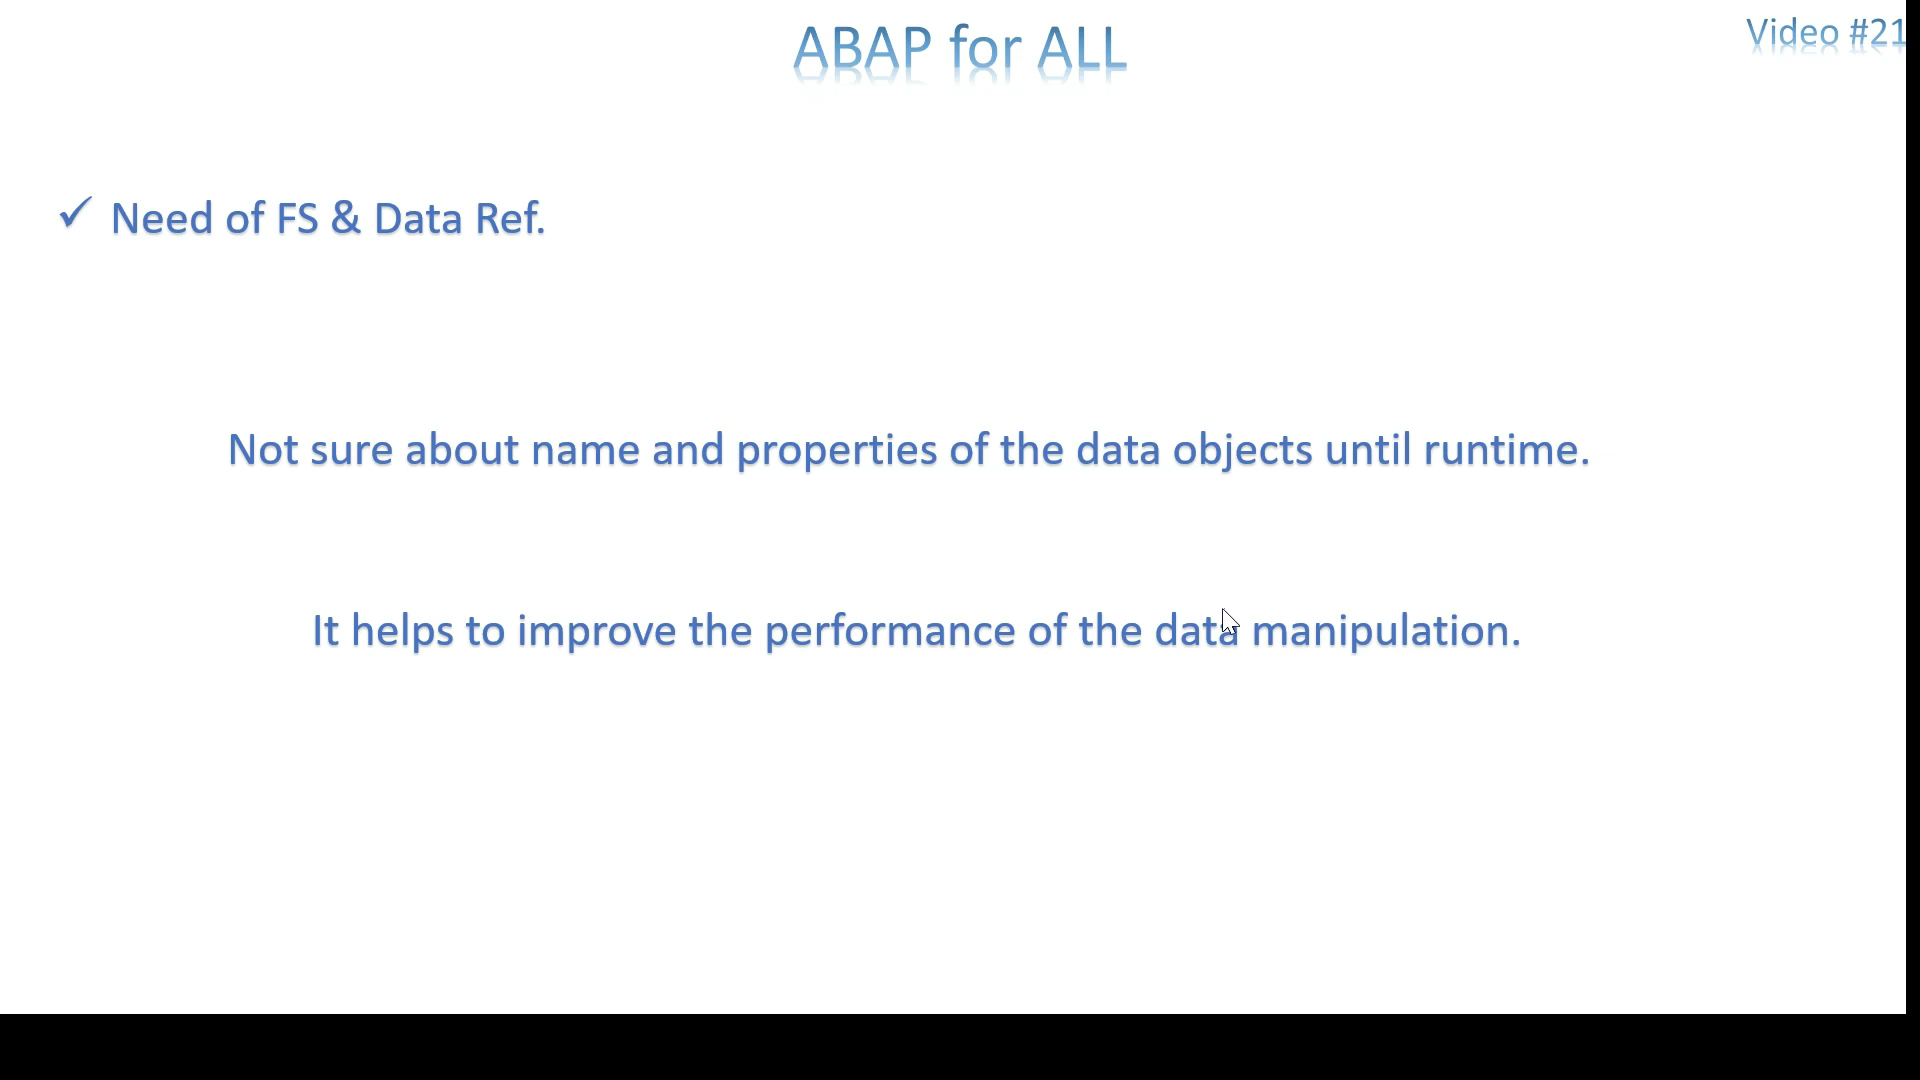 ABAP for ALL
Video #21
✓ Need of FS & Data Ref.
Not sure about name and properties of the data objects until runtime.
It helps to improve the performance of the data manipulation.